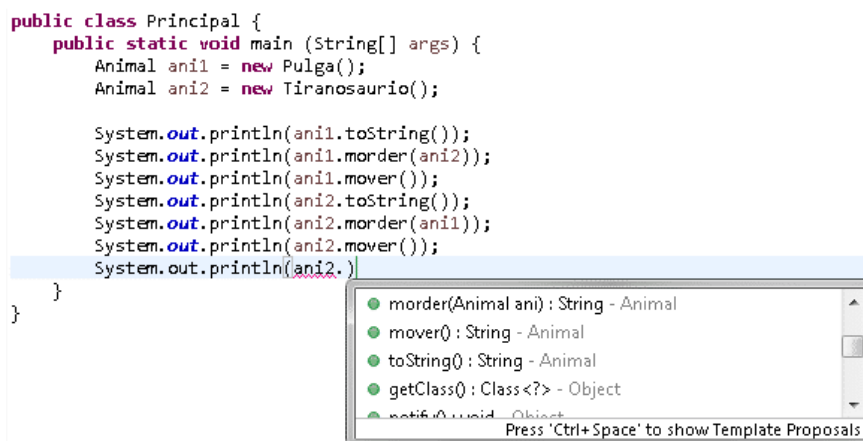 public class Principal {
public static void main (String[] args) {
Animal ani1 = new Pulga();
Animal ani2 = new Tiranosaurio();
System.out.println(ani1.toString());
System.out.println(ani1.morder(ani2));
System.out.println(ani1.mover());
System.out.println(ani2.toString());
System.out.println(ani2.morder(ani1));
System.out.println(ani2.mover());
System.out.println(ani2.)
}
}
morder(Animal ani) : String - Animal
mover() : String - Animal
toString() : String - Animal
getClass() : Class<?> - Object
notify() : void - Object
Press 'Ctrl+Space' to show Template Proposals